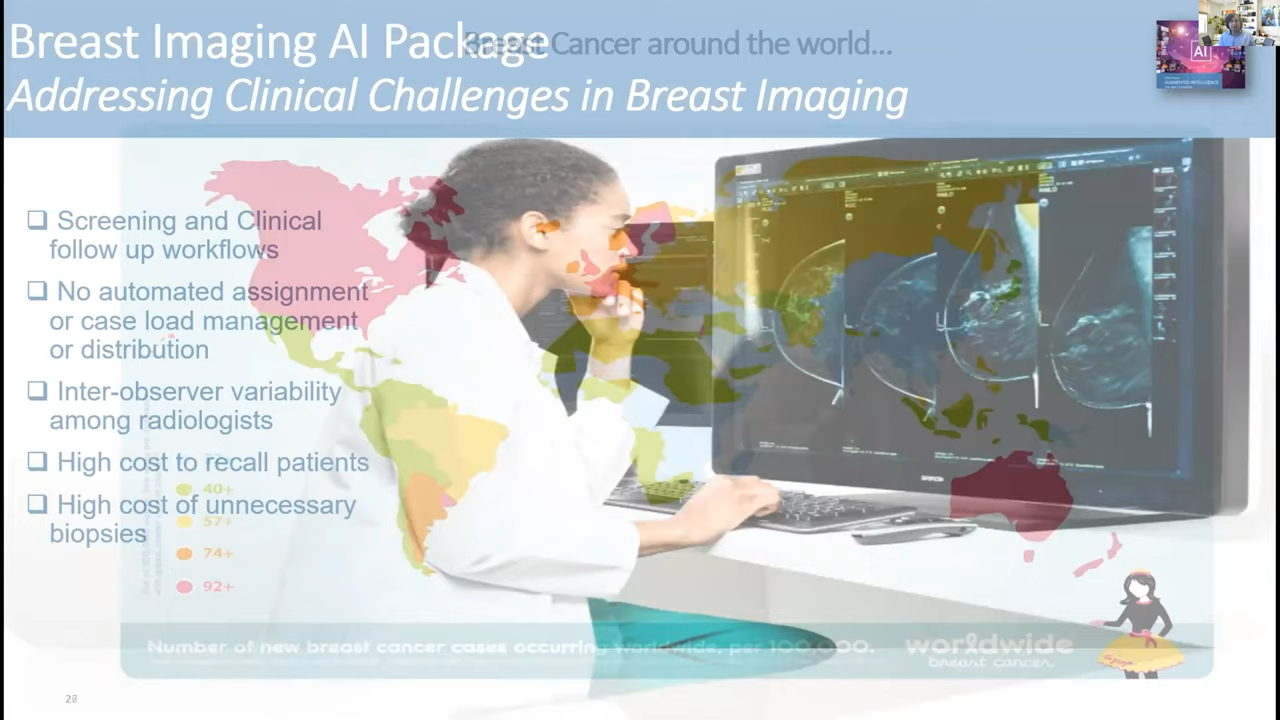 Breast Imaging AI Package
Breast Cancer around the world...
Addressing Clinical Challenges in Breast Imaging
AI
❑ Screening and Clinical
follow up workflows
❑ No automated assignment
or case load management
or distribution
❑ Inter-observer variability
among radiologists
❑ High cost to recall patients
❑ High cost of unnecessary
biopsies
40+
57+
74+
92+
Number of new breast cancer cases occurring Worldwide, per 100,000.
worldwide
breast cancer